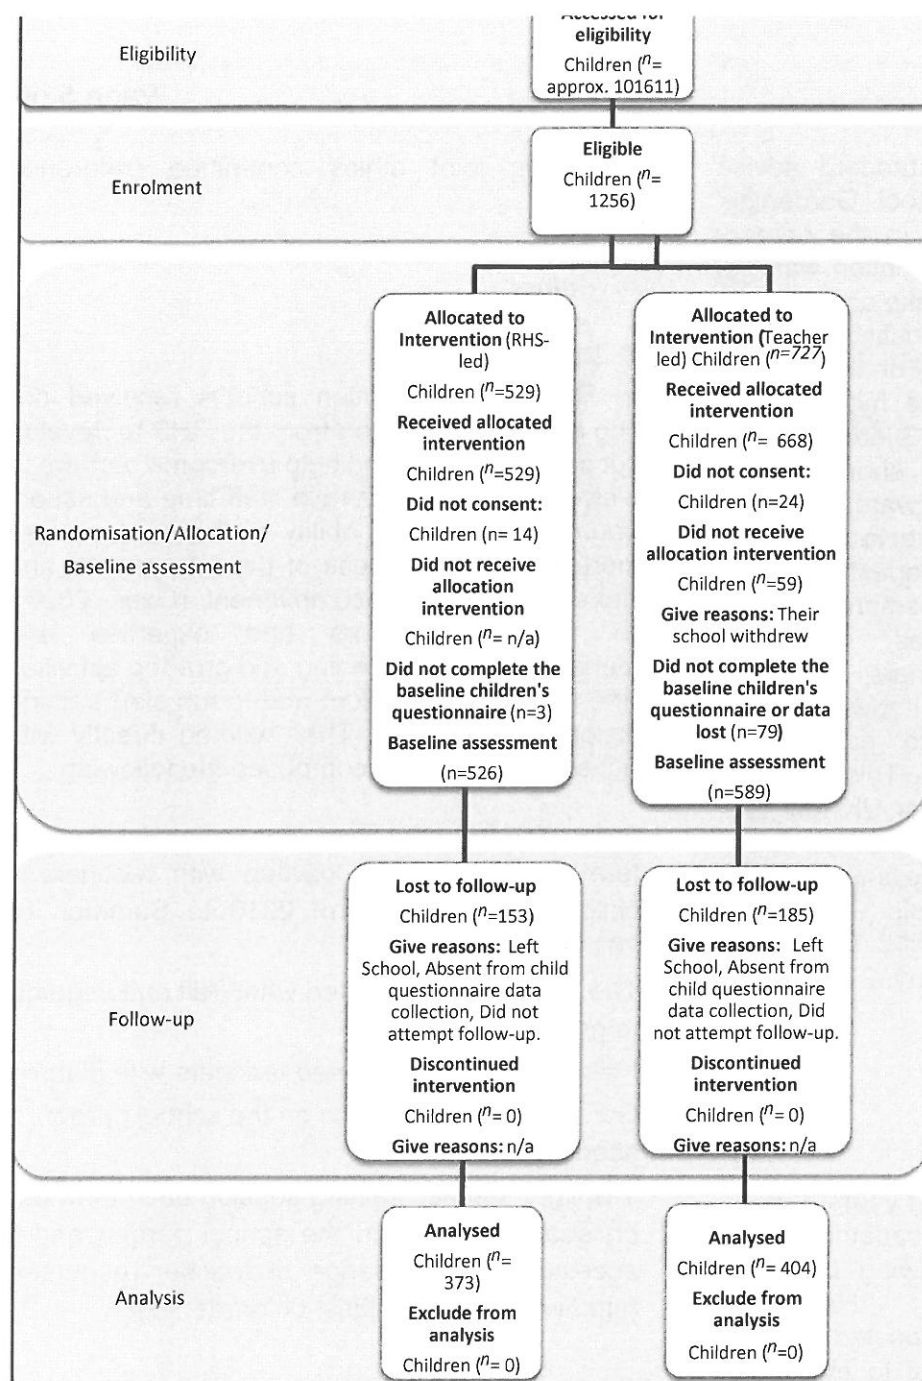 Eligibility
Accessed for
eligibility
Children (n=
approx. 101611)
Enrolment
Eligible
Children (n=
1256)
Randomisation/Allocation/
Baseline assessment
Allocated to
Intervention (RHS-
led)
Children (n=529)
Received allocated
intervention
Children (n=529)
Did not consent:
Children (n= 14)
Did not receive
allocation
intervention
Children (n= n/a)
Did not complete the
baseline children's
questionnaire (n=3)
Baseline assessment
(n=526)
Allocated to
Intervention (Teacher
led) Children (n=727)
Received allocated
intervention
Children (n= 668)
Did not consent:
Children (n=24)
Did not receive
allocation intervention
Children (n=59)
Give reasons: Their
school withdrew
Did not complete the
baseline children's
questionnaire or data
lost (n=79)
Baseline assessment
(n=589)
Follow-up
Lost to follow-up
Children (n=153)
Give reasons: Left
School, Absent from child
questionnaire data
collection, Did not
attempt follow-up.
Discontinued
intervention
Children (n= 0)
Give reasons: n/a
Lost to follow-up
Children (n=185)
Give reasons: Left
School, Absent from
child questionnaire
data collection, Did
not attempt follow-up.
Discontinued
intervention
Children (n= 0)
Give reasons: n/a
Analysis
Analysed
Children (n=
373)
Exclude from
analysis
Children (n= 0)
Analysed
Children (n= 404)
Exclude from
analysis
Children (n=0)